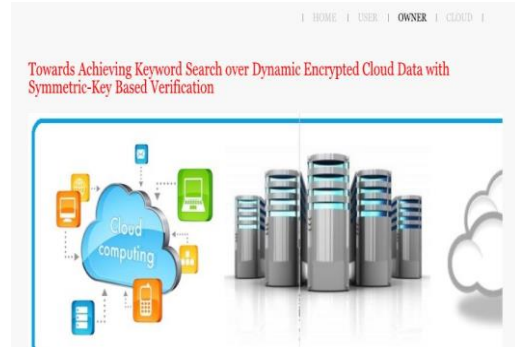 | HOME | USER | OWNER | CLOUD |
Towards Achieving Keyword Search over Dynamic Encrypted Cloud Data with
Symmetric-Key Based Verification
Cloud
computing